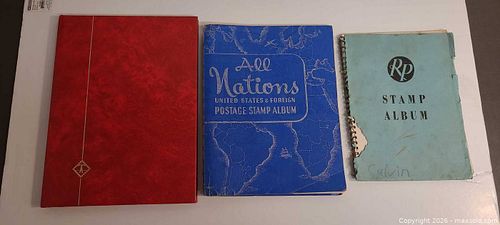 All
Nations
UNITED STATES & FOREIGN
POSTAGE STAMP ALBUM
RP
STAMP
ALBUM
Calvin
Copyright 2026 - maxsold.com